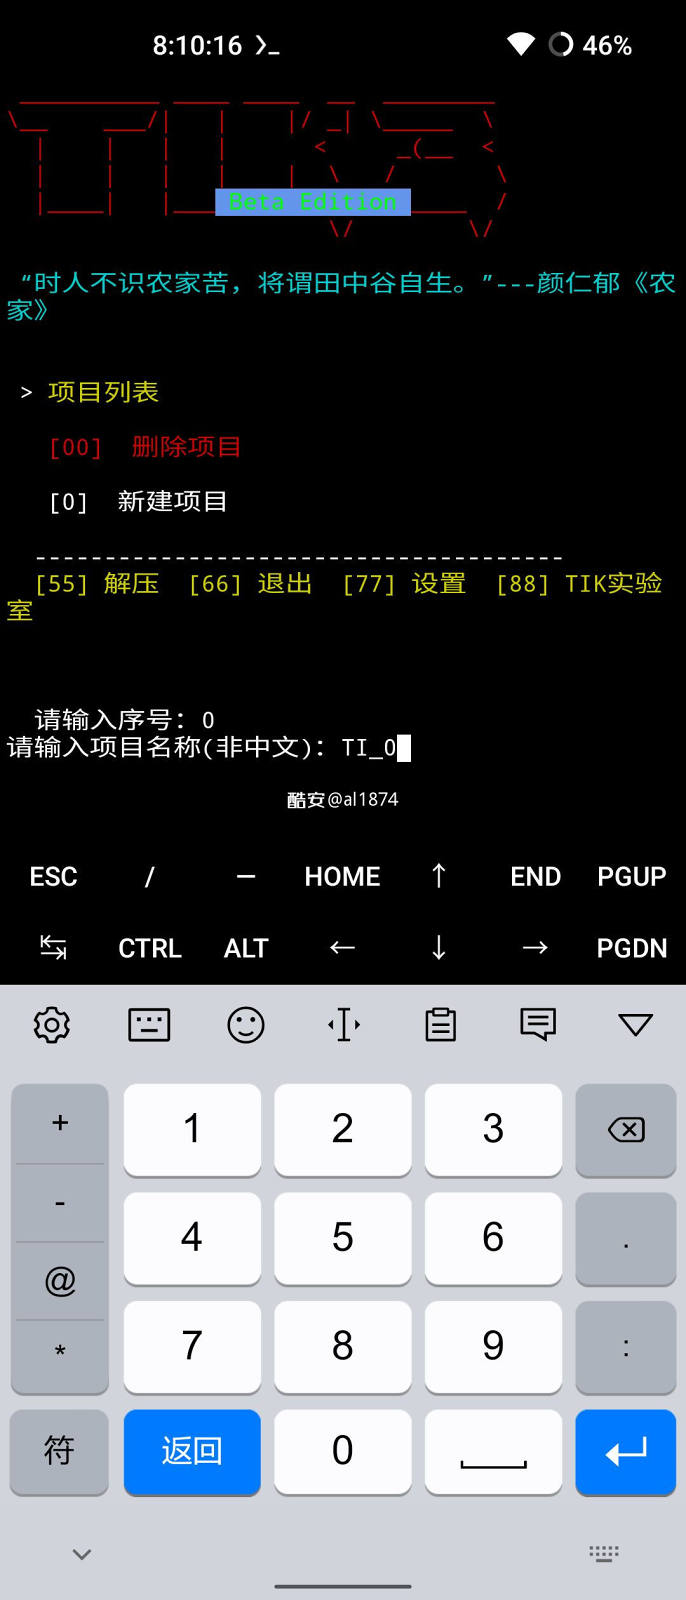 8:10:16 46%
Beta Edition
“时人不识农家苦，将谓田中谷自生。”---颜仁郁《农
家》
> 项目列表
[00] 删除项目
[0] 新建项目
--------------------------------------
[55] 解压 [66] 退出 [77] 设置 [88] TIK实验
室
请输入序号：0
请输入项目名称(非中文)：TI_0
酷安@al1874
ESC / — HOME ↑ END PGUP
CTRL ALT ← ↓ → PGDN
+ 1 2 3
- 4 5 6 .
@
* 7 8 9 :
符 返回 0